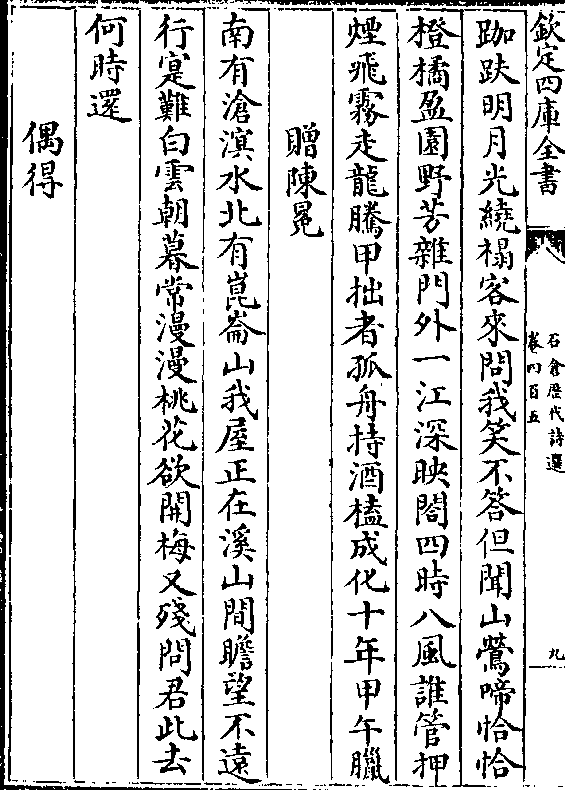 欽定四庫全書
石倉歷代詩選
卷四百五
九
跏趺明月光繞榻客來問我笑不答但聞山鶯啼恰恰
橙橘盈園野芳雜門外一江深映閤四時八風誰管押
煙飛霧走龍騰甲拙者孤舟持酒榼成化十年甲午臘
贈陳冕
南有滄溟水北有崑崙山我屋正在溪山間瞻望不遠
行寔難白雲朝暮常漫漫桃花欲開梅又殘問君此去
何時還
偶得